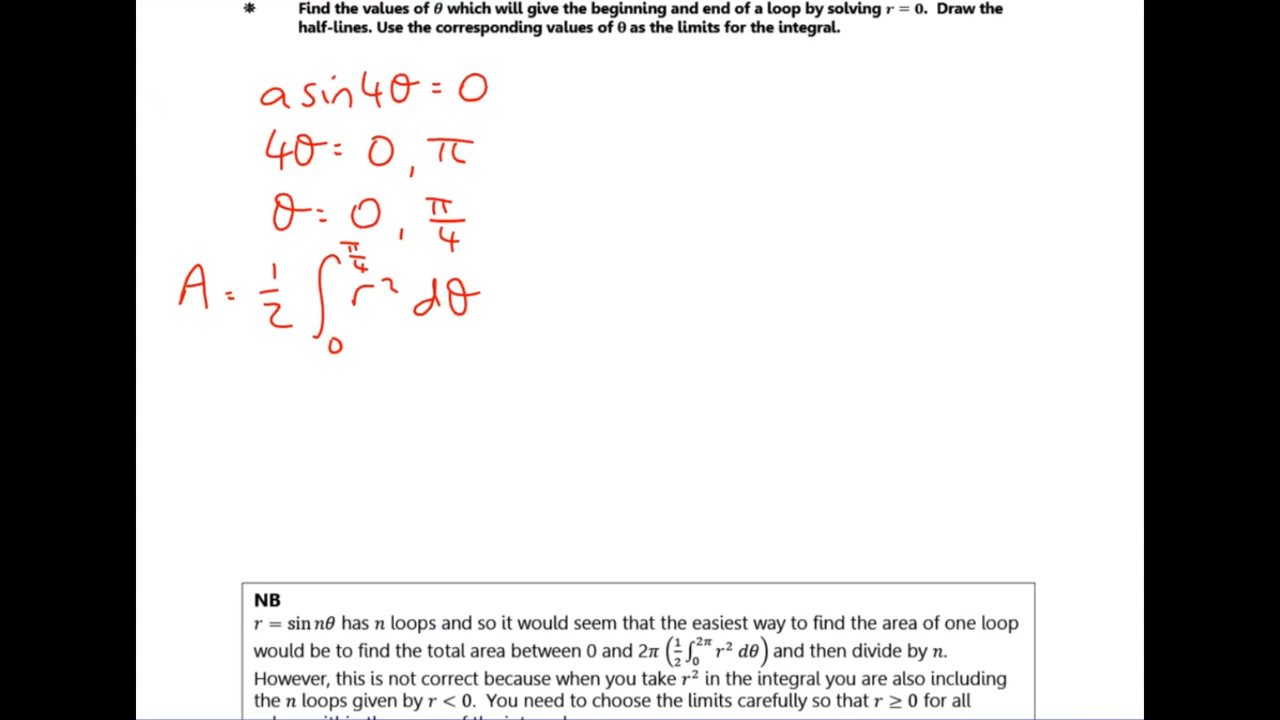 * Find the values of θ which will give the beginning and end of a loop by solving r = 0. Draw the
half-lines. Use the corresponding values of θ as the limits for the integral.
a sin4θ = 0
4θ = 0, π
θ = 0, π/4
A = 1/2 ∫₀^(π/4) r² dθ
NB
r = sin nθ has n loops and so it would seem that the easiest way to find the area of one loop
would be to find the total area between 0 and 2π (1/2 ∫₀^(2π) r² dθ) and then divide by n.
However, this is not correct because when you take r² in the integral you are also including
the n loops given by r < 0. You need to choose the limits carefully so that r ≥ 0 for all